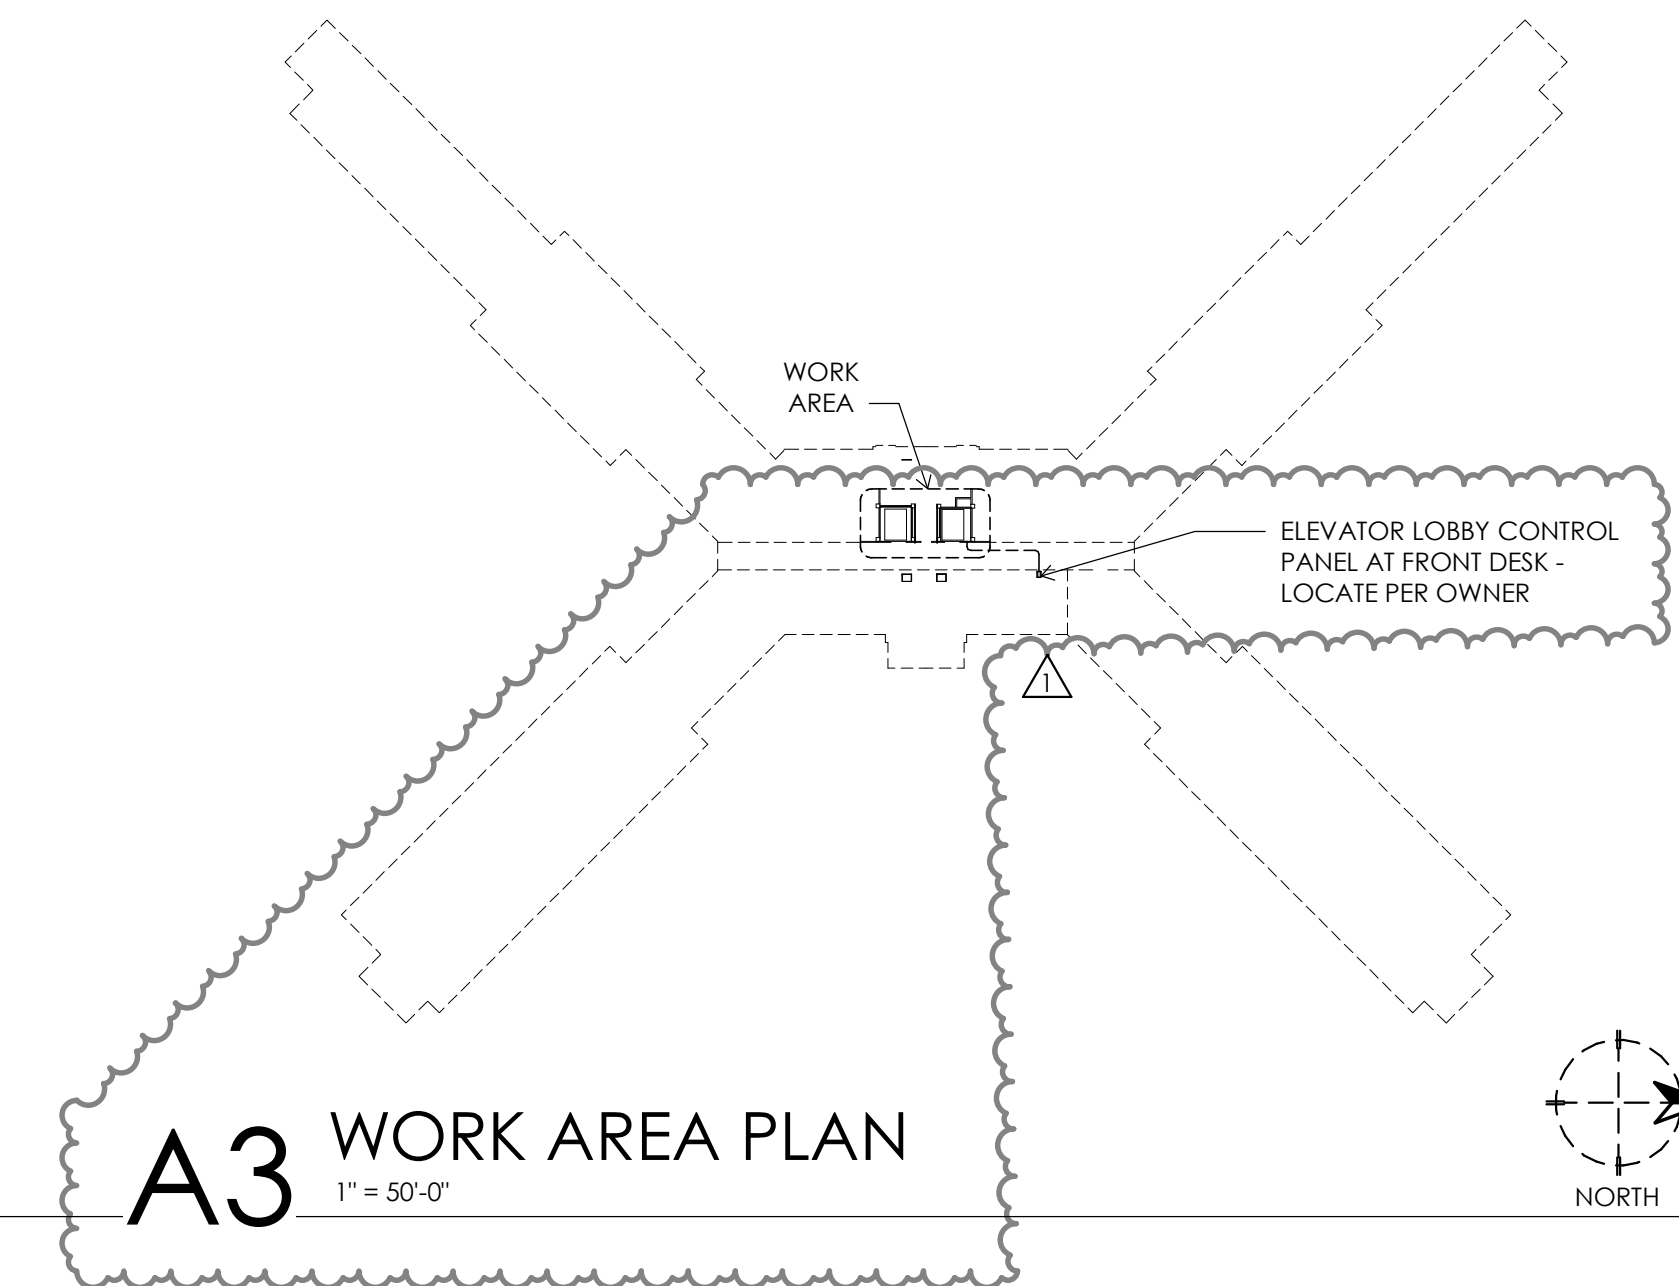 WORK
AREA
ELEVATOR LOBBY CONTROL
PANEL AT FRONT DESK -
LOCATE PER OWNER
1
A3
WORK AREA PLAN
1" = 50'-0"
NORTH